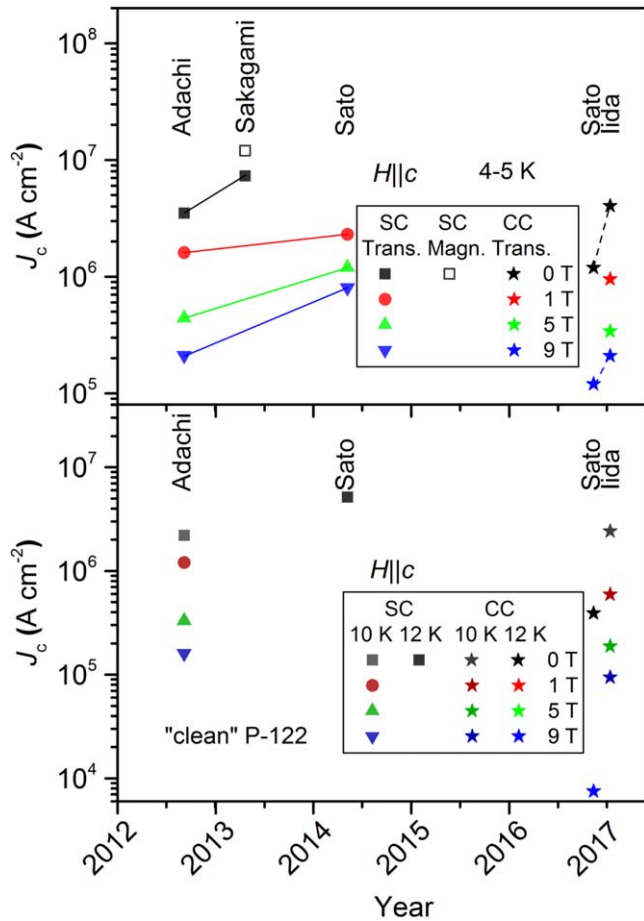 10⁸
10⁷
10⁶
10⁵
Jc (A cm⁻²)
Adachi
Sakagami
Sato
Sato
Iida
H||c 4-5 K
SC SC CC
Trans. Magn. Trans.
0 T
1 T
5 T
9 T
10⁷
10⁶
10⁵
10⁴
Jc (A cm⁻²)
Adachi
Sato
Sato
Iida
H||c
SC CC
10 K 12 K 10 K 12 K
0 T
1 T
5 T
9 T
"clean" P-122
2012 2013 2014 2015 2016 2017
Year